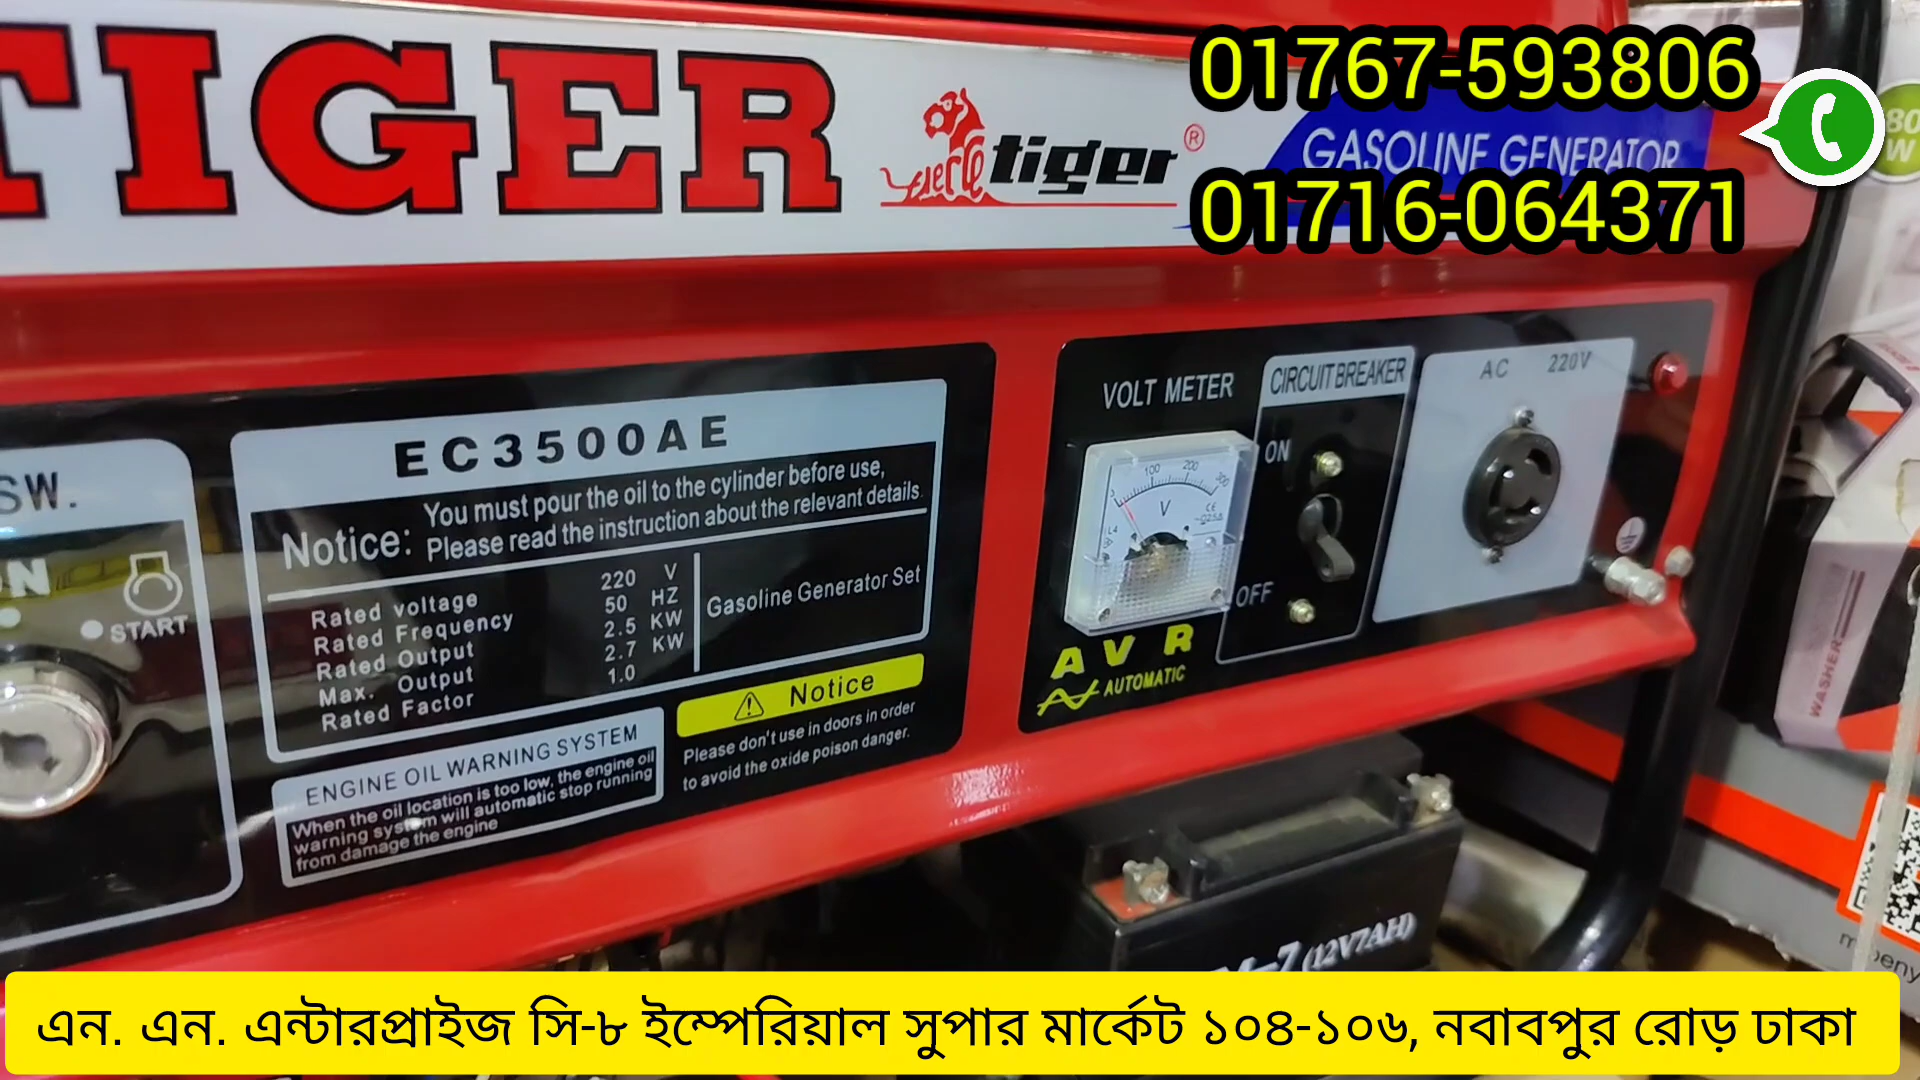 TIGER
tiger®
GASOLINE GENERATOR
01767-593806
01716-064371
SW.
ON
START
EC3500AE
Notice: You must pour the oil to the cylinder before use,
Please read the instruction about the relevant details.
Rated voltage 220 V
Rated Frequency 50 HZ
Rated Output 2.5 KW
Max. Output 2.7 KW
Rated Factor 1.0
Gasoline Generator Set
ENGINE OIL WARNING SYSTEM
When the oil location is too low, the engine oil
warning system will automatic stop running
from damage the engine
Notice
Please don't use in doors in order
to avoid the oxide poison danger.
VOLT METER
100 200 300
V
AVR
AUTOMATIC
CIRCUIT BREAKER
ON
OFF
AC 220V
WASHER
-7 (12V7AH)
এন. এন. এন্টারপ্রাইজ সি-৮ ইম্পেরিয়াল সুপার মার্কেট ১০৪-১০৬, নবাবপুর রোড় ঢাকা